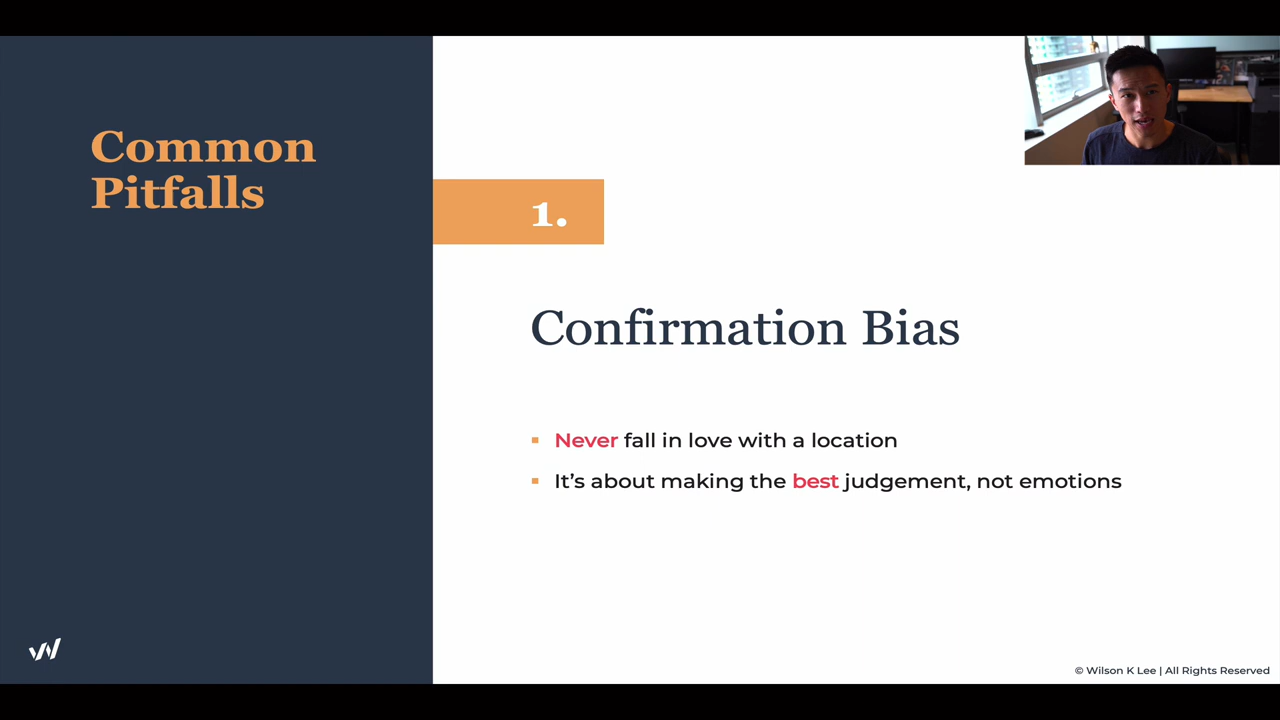 Common
Pitfalls
1.
Confirmation Bias
Never fall in love with a location
It’s about making the best judgement, not emotions
© Wilson K Lee | All Rights Reserved